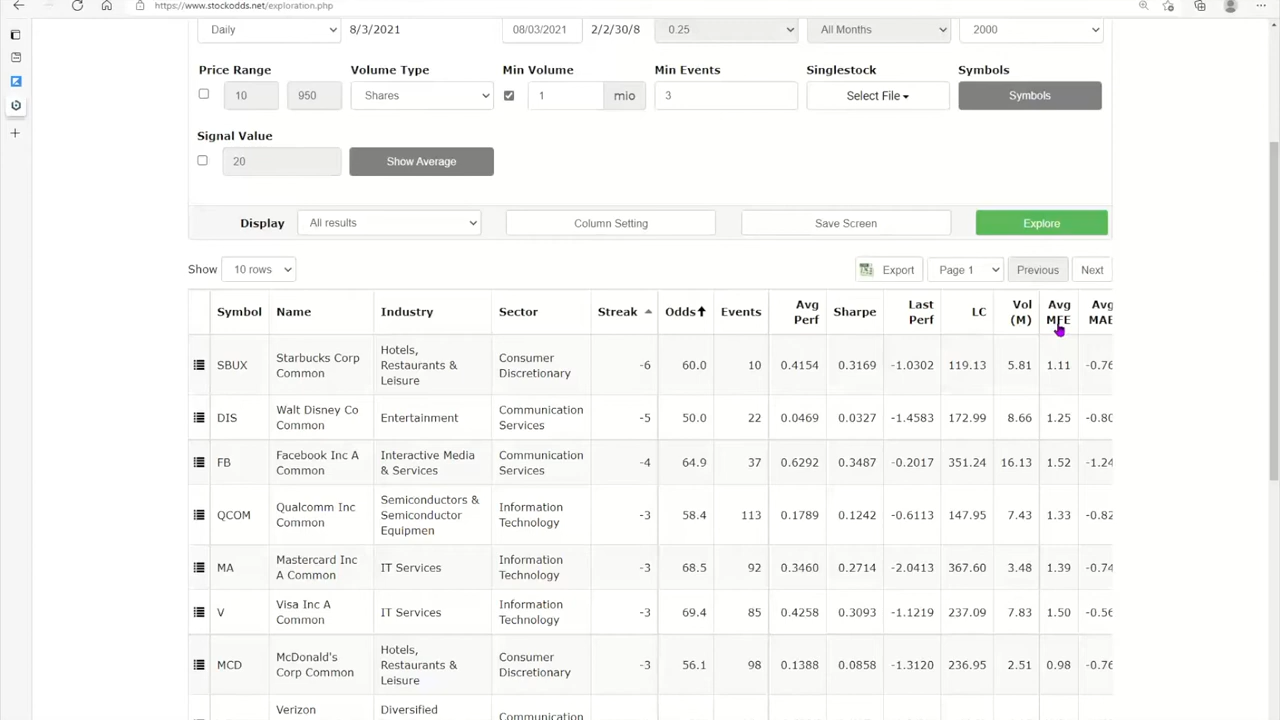 https://www.stockodds.net/exploration.php
Daily 8/3/2021 08/03/2021 2/2/30/8 0.25 All Months 2000
Price Range Volume Type Min Volume Min Events Singlestock Symbols
10 950 Shares 1 mio 3 Select File Symbols
Signal Value
20 Show Average
Display All results Column Setting Save Screen Explore
Show 10 rows Export Page 1 Previous Next
Symbol Name Industry Sector Streak Odds Events Avg Perf Sharpe Last Perf LC Vol (M) Avg MFE Avg MAE
SBUX Starbucks Corp Common Hotels, Restaurants & Leisure Consumer Discretionary -6 60.0 10 0.4154 0.3169 -1.0302 119.13 5.81 1.11 -0.76
DIS Walt Disney Co Common Entertainment Communication Services -5 50.0 22 0.0469 0.0327 -1.4583 172.99 8.66 1.25 -0.80
FB Facebook Inc A Common Interactive Media & Services Communication Services -4 64.9 37 0.6292 0.3487 -0.2017 351.24 16.13 1.52 -1.24
QCOM Qualcomm Inc Common Semiconductors & Semiconductor Equipmen Information Technology -3 58.4 113 0.1789 0.1242 -0.6113 147.95 7.43 1.33 -0.82
MA Mastercard Inc A Common IT Services Information Technology -3 68.5 92 0.3460 0.2714 -2.0413 367.60 3.48 1.39 -0.74
V Visa Inc A Common IT Services Information Technology -3 69.4 85 0.4258 0.3093 -1.1219 237.09 7.83 1.50 -0.56
MCD McDonald's Corp Common Hotels, Restaurants & Leisure Consumer Discretionary -3 56.1 98 0.1388 0.0858 -1.3120 236.95 2.51 0.98 -0.76
Verizon Diversified Communication